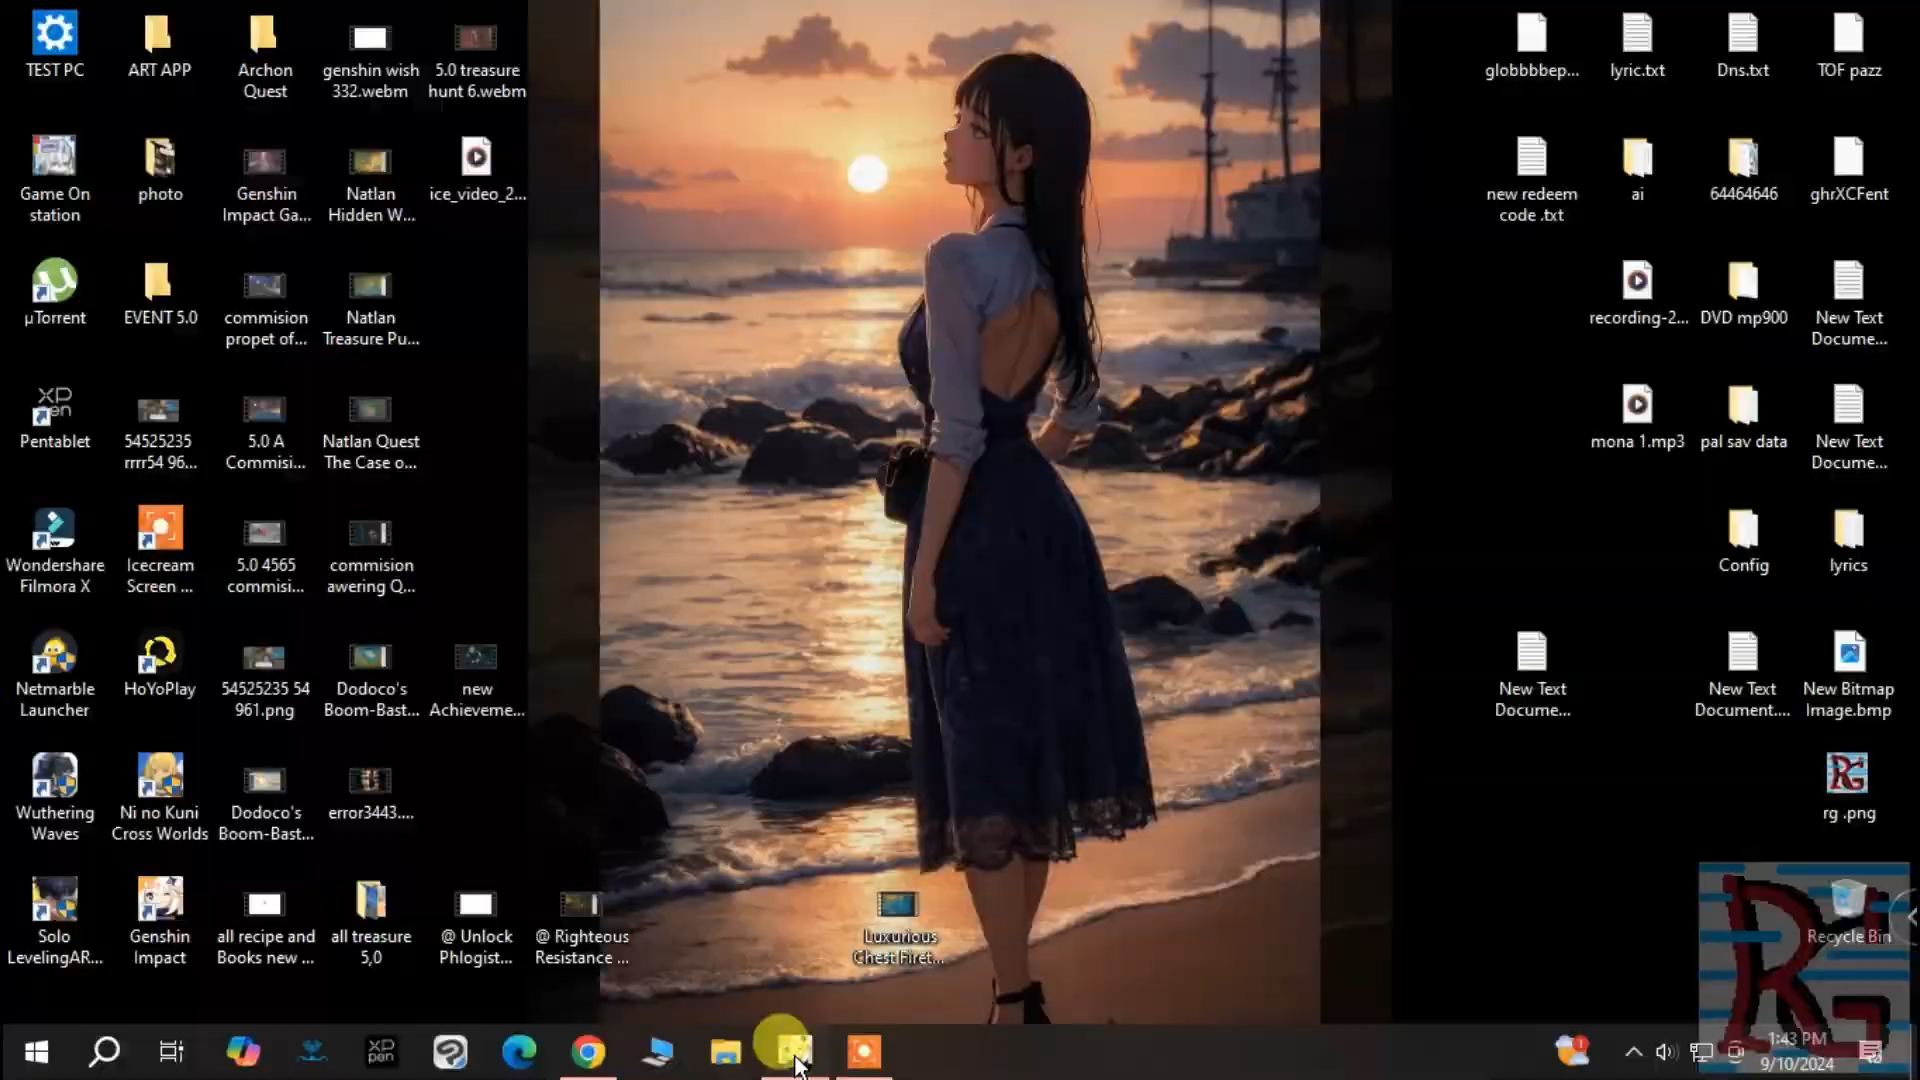 TEST PC
ART APP
Archon
Quest
genshin wish
332.webm
5.0 treasure
hunt 6.webm
globbbbep...
lyric.txt
Dns.txt
TOF pazz
Game On
station
photo
Genshin
Impact Ga...
Natlan
Hidden W...
ice_video_2...
new redeem
code .txt
ai
64464646
ghrXCFent
µTorrent
EVENT 5.0
commision
propet of...
Natlan
Treasure Pu...
recording-2...
DVD mp900
New Text
Docume...
XP
Pen
Pentablet
54525235
rrrr54 96...
5.0 A
Commisi...
Natlan Quest
The Case o...
mona 1.mp3
pal sav data
New Text
Docume...
Wondershare
Filmora X
Icecream
Screen ...
5.0 4565
commisi...
commision
awering Q...
Config
lyrics
Netmarble
Launcher
HoYoPlay
54525235 54
961.png
Dodoco's
Boom-Bast...
new
Achieveme...
New Text
Docume...
New Text
Document....
New Bitmap
Image.bmp
Wuthering
Waves
Ni no Kuni
Cross Worlds
Dodoco's
Boom-Bast...
error3443....
RG
rg .png
Solo
LevelingAR...
Genshin
Impact
all recipe and
Books new ...
all treasure
5,0
@ Unlock
Phlogist...
@ Righteous
Resistance ...
Luxurious
Chest Firet...
Recycle Bin
RG
xp
pen
1
1:43 PM
9/10/2024